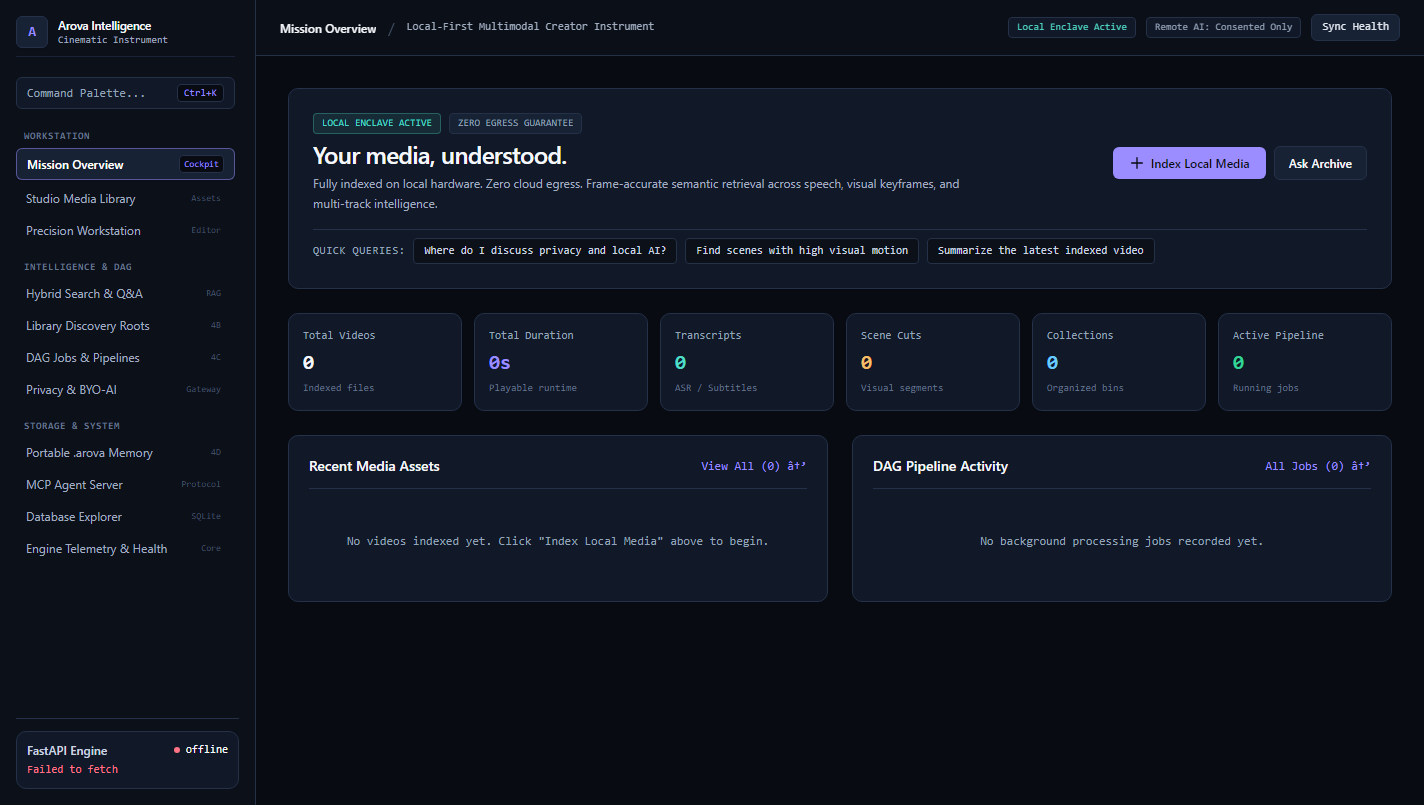 A
Arova Intelligence
Cinematic Instrument
Command Palette... Ctrl+K
WORKSTATION
Mission Overview Cockpit
Studio Media Library Assets
Precision Workstation Editor
INTELLIGENCE & DAG
Hybrid Search & Q&A RAG
Library Discovery Roots 4B
DAG Jobs & Pipelines 4C
Privacy & BYO-AI Gateway
STORAGE & SYSTEM
Portable .arova Memory 4D
MCP Agent Server Protocol
Database Explorer SQLite
Engine Telemetry & Health Core
FastAPI Engine offline
Failed to fetch
Mission Overview / Local-First Multimodal Creator Instrument
Local Enclave Active Remote AI: Consented Only Sync Health
LOCAL ENCLAVE ACTIVE ZERO EGRESS GUARANTEE
Your media, understood.
Fully indexed on local hardware. Zero cloud egress. Frame-accurate semantic retrieval across speech, visual keyframes, and
multi-track intelligence.
+ Index Local Media Ask Archive
QUICK QUERIES: Where do I discuss privacy and local AI? Find scenes with high visual motion Summarize the latest indexed video
Total Videos
0
Indexed files
Total Duration
0s
Playable runtime
Transcripts
0
ASR / Subtitles
Scene Cuts
0
Visual segments
Collections
0
Organized bins
Active Pipeline
0
Running jobs
Recent Media Assets View All (0) â†’
No videos indexed yet. Click "Index Local Media" above to begin.
DAG Pipeline Activity All Jobs (0) â†’
No background processing jobs recorded yet.